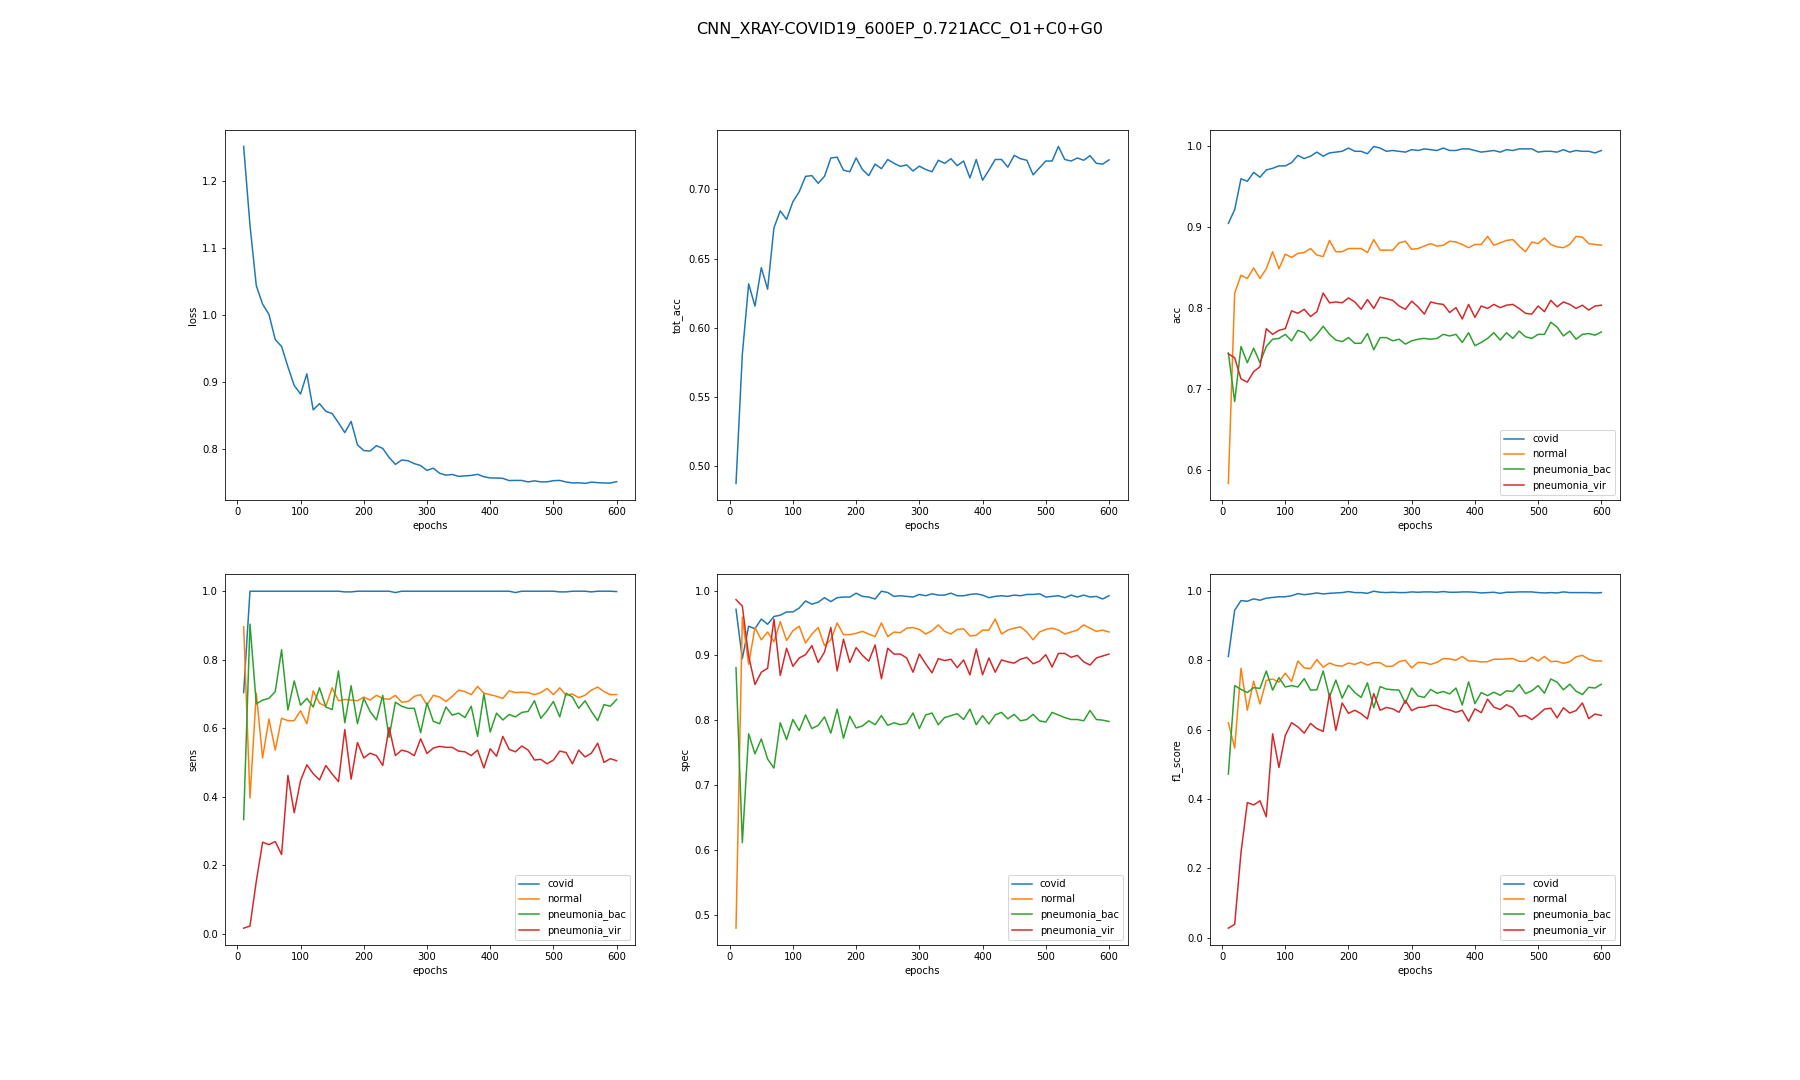 CNN_XRAY-COVID19_600EP_0.721ACC_O1+C0+G0
loss
1.2
1.1
1.0
0.9
0.8
0 100 200 300 400 500 600
epochs
tot_acc
0.70
0.65
0.60
0.55
0.50
0 100 200 300 400 500 600
epochs
acc
1.0
0.9
0.8
0.7
0.6
covid
normal
pneumonia_bac
pneumonia_vir
0 100 200 300 400 500 600
epochs
sens
1.0
0.8
0.6
0.4
0.2
0.0
covid
normal
pneumonia_bac
pneumonia_vir
0 100 200 300 400 500 600
epochs
spec
1.0
0.9
0.8
0.7
0.6
0.5
covid
normal
pneumonia_bac
pneumonia_vir
0 100 200 300 400 500 600
epochs
f1_score
1.0
0.8
0.6
0.4
0.2
0.0
covid
normal
pneumonia_bac
pneumonia_vir
0 100 200 300 400 500 600
epochs